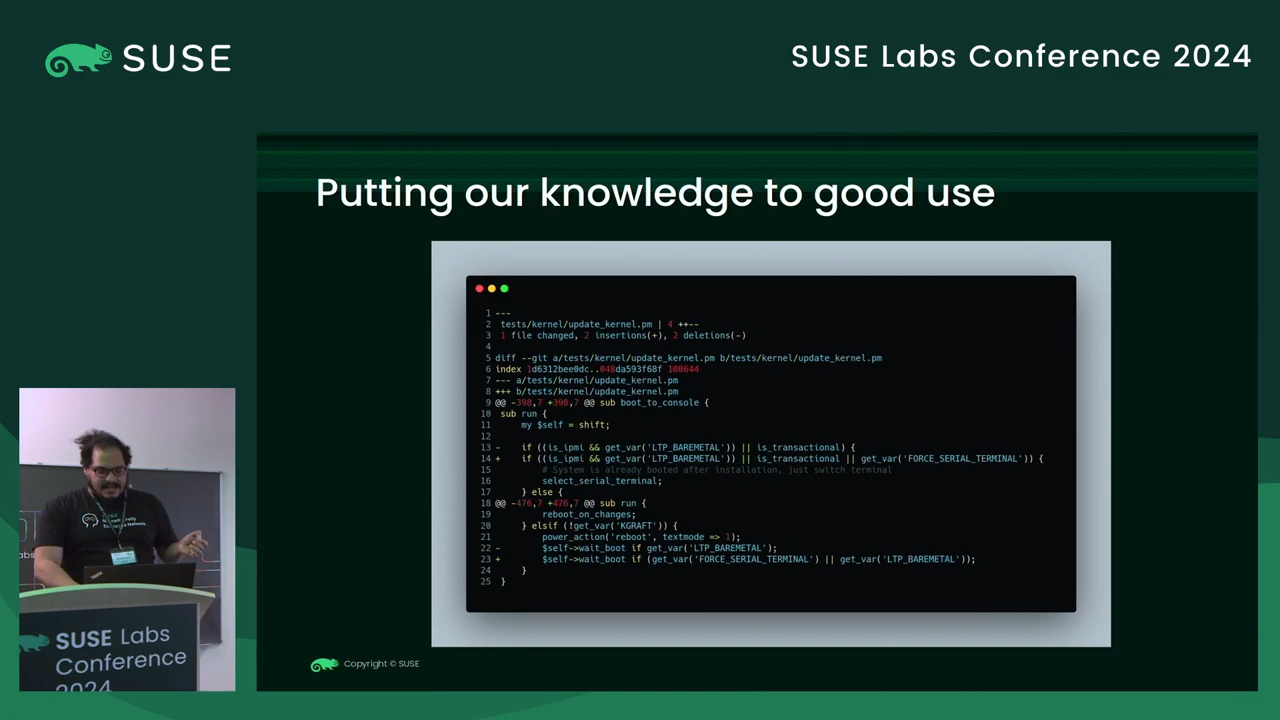 SUSE
SUSE Labs Conference 2024
Putting our knowledge to good use
1 ---
2  tests/kernel/update_kernel.pm | 4 ++--
3  1 file changed, 2 insertions(+), 2 deletions(-)
4
5 diff --git a/tests/kernel/update_kernel.pm b/tests/kernel/update_kernel.pm
6 index 1d6312bee0dc..048da593f68f 100644
7 --- a/tests/kernel/update_kernel.pm
8 +++ b/tests/kernel/update_kernel.pm
9 @@ -398,7 +398,7 @@ sub boot_to_console {
10  sub run {
11      my $self = shift;
12
13 -    if ((is_ipmi && get_var('LTP_BAREMETAL')) || is_transactional) {
14 +    if ((is_ipmi && get_var('LTP_BAREMETAL')) || is_transactional || get_var('FORCE_SERIAL_TERMINAL')) {
15          # System is already booted after installation, just switch terminal
16          select_serial_terminal;
17      } else {
18 @@ -476,7 +476,7 @@ sub run {
19          reboot_on_changes;
20      } elsif (!get_var('KGRAFT')) {
21          power_action('reboot', textmode => 1);
22 -        $self->wait_boot if get_var('LTP_BAREMETAL');
23 +        $self->wait_boot if (get_var('FORCE_SERIAL_TERMINAL') || get_var('LTP_BAREMETAL'));
24      }
25  }
Copyright © SUSE
SUSE Labs
Conference
2024